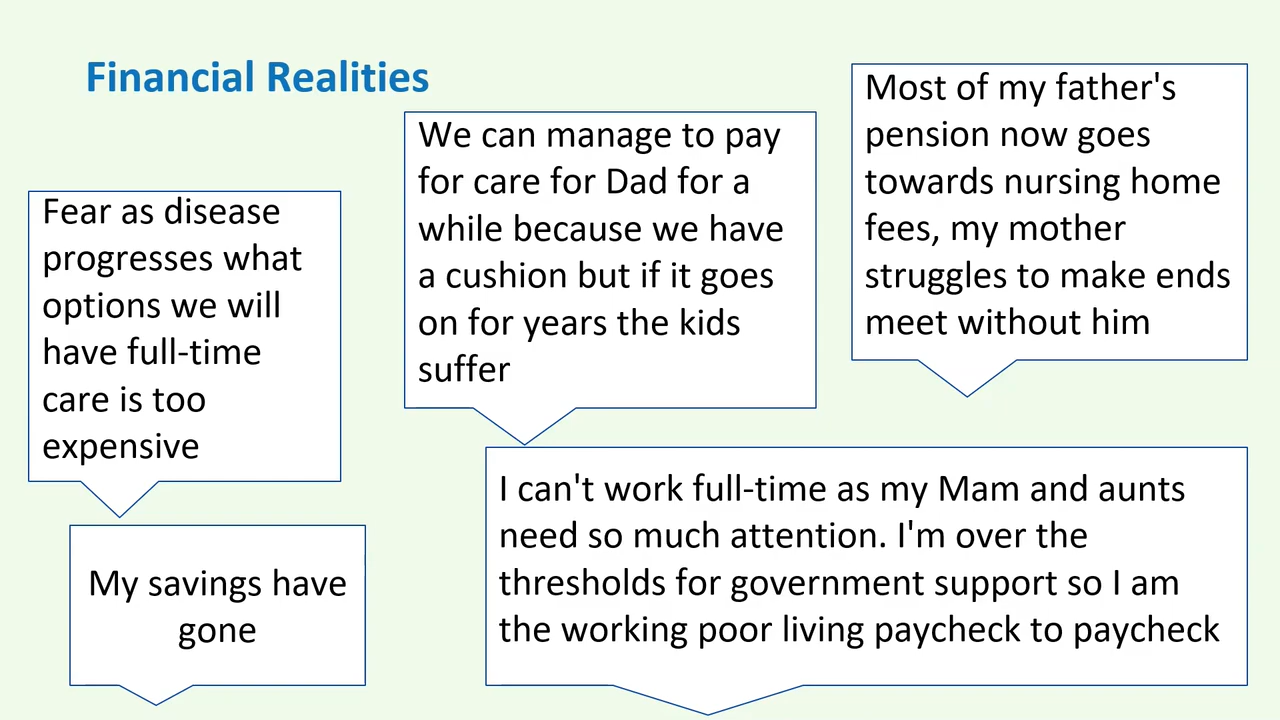 Financial Realities
Fear as disease
progresses what
options we will
have full-time
care is too
expensive
We can manage to pay
for care for Dad for a
while because we have
a cushion but if it goes
on for years the kids
suffer
Most of my father's
pension now goes
towards nursing home
fees, my mother
struggles to make ends
meet without him
My savings have
gone
I can't work full-time as my Mam and aunts
need so much attention. I'm over the
thresholds for government support so I am
the working poor living paycheck to paycheck